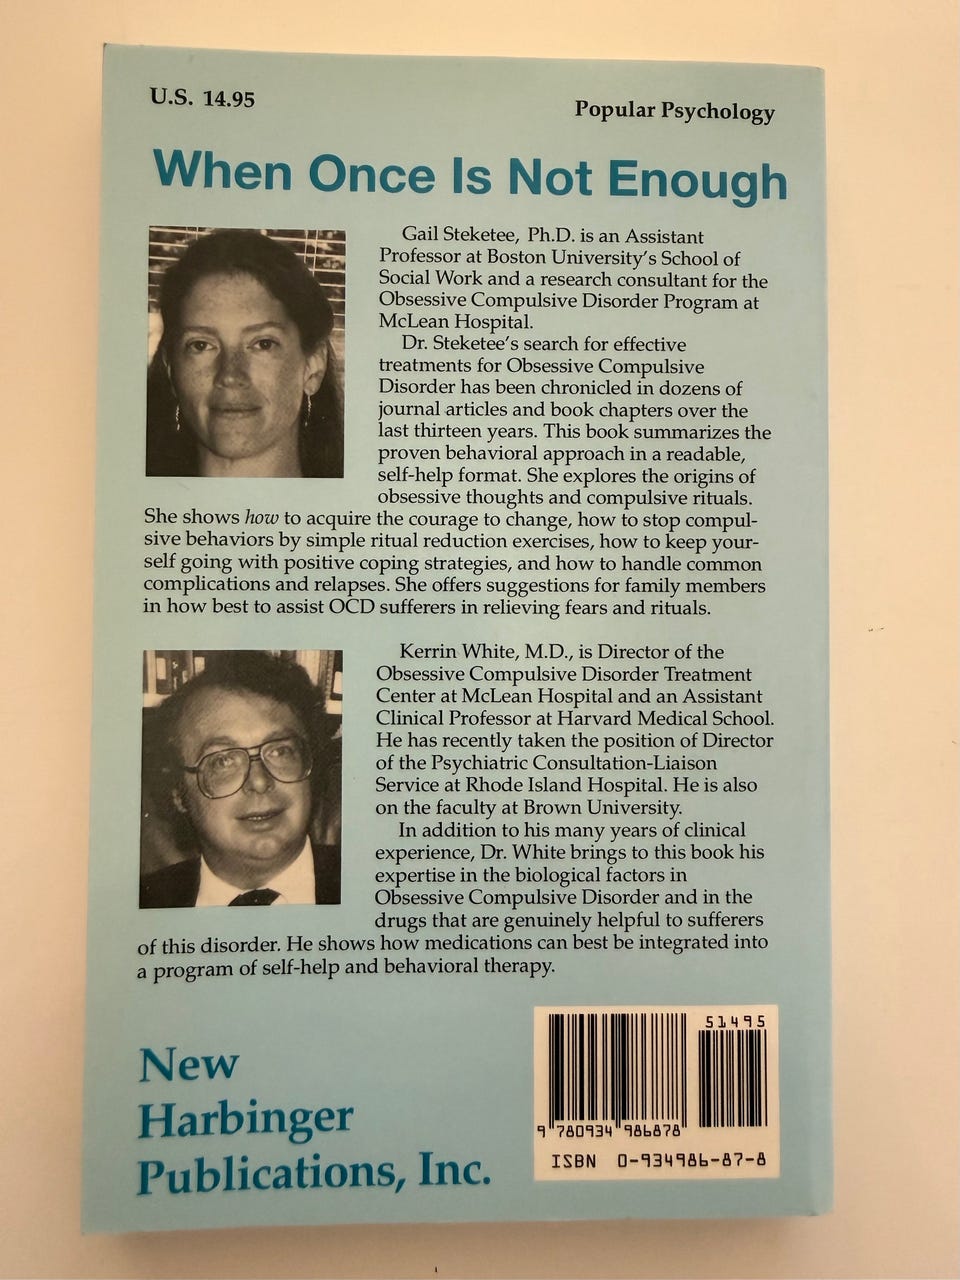 U.S. 14.95
Popular Psychology
When Once Is Not Enough
Gail Steketee, Ph.D. is an Assistant
Professor at Boston University's School of
Social Work and a research consultant for the
Obsessive Compulsive Disorder Program at
McLean Hospital.
Dr. Steketee's search for effective
treatments for Obsessive Compulsive
Disorder has been chronicled in dozens of
journal articles and book chapters over the
last thirteen years. This book summarizes the
proven behavioral approach in a readable,
self-help format. She explores the origins of
obsessive thoughts and compulsive rituals.
She shows how to acquire the courage to change, how to stop compul-
sive behaviors by simple ritual reduction exercises, how to keep your-
self going with positive coping strategies, and how to handle common
complications and relapses. She offers suggestions for family members
in how best to assist OCD sufferers in relieving fears and rituals.
Kerrin White, M.D., is Director of the
Obsessive Compulsive Disorder Treatment
Center at McLean Hospital and an Assistant
Clinical Professor at Harvard Medical School.
He has recently taken the position of Director
of the Psychiatric Consultation-Liaison
Service at Rhode Island Hospital. He is also
on the faculty at Brown University.
In addition to his many years of clinical
experience, Dr. White brings to this book his
expertise in the biological factors in
Obsessive Compulsive Disorder and in the
drugs that are genuinely helpful to sufferers
of this disorder. He shows how medications can best be integrated into
a program of self-help and behavioral therapy.
New
Harbinger
Publications, Inc.
51495
9 780934 986878
ISBN 0-934986-87-8